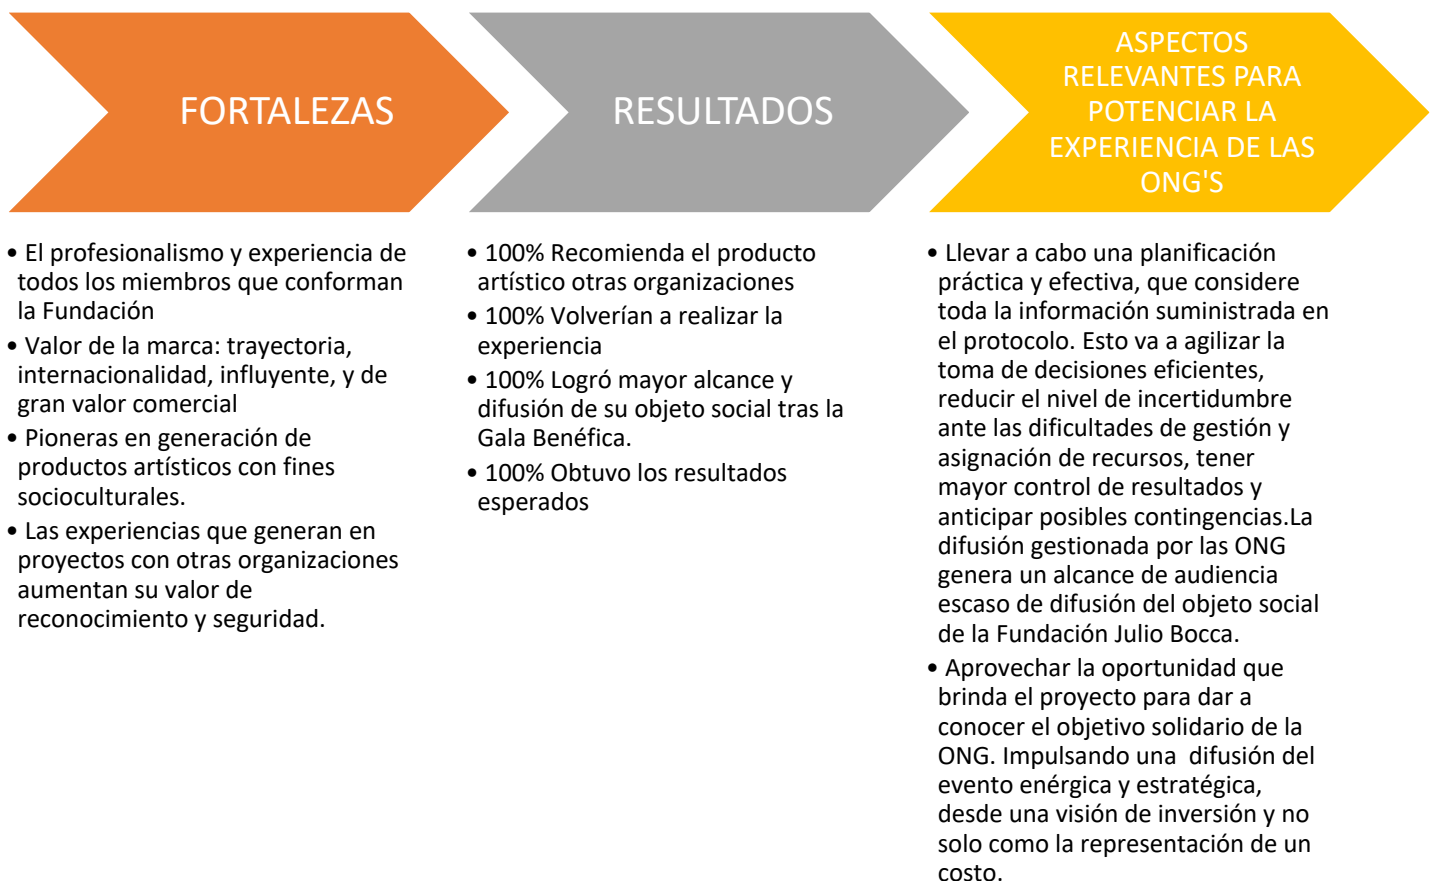 FORTALEZAS
• El profesionalismo y experiencia de
todos los miembros que conforman
la Fundación
• Valor de la marca: trayectoria,
internacionalidad, influyente, y de
gran valor comercial
• Pioneras en generación de
productos artísticos con fines
socioculturales.
• Las experiencias que generan en
proyectos con otras organizaciones
aumentan su valor de
reconocimiento y seguridad.
RESULTADOS
• 100% Recomienda el producto
artístico otras organizaciones
• 100% Volverían a realizar la
experiencia
• 100% Logró mayor alcance y
difusión de su objeto social tras la
Gala Benéfica.
• 100% Obtuvo los resultados
esperados
ASPECTOS
RELEVANTES PARA
POTENCIAR LA
EXPERIENCIA DE LAS
ONG'S
• Llevar a cabo una planificación
práctica y efectiva, que considere
toda la información suministrada en
el protocolo. Esto va a agilizar la
toma de decisiones eficientes,
reducir el nivel de incertidumbre
ante las dificultades de gestión y
asignación de recursos, tener
mayor control de resultados y
anticipar posibles contingencias.La
difusión gestionada por las ONG
genera un alcance de audiencia
escaso de difusión del objeto social
de la Fundación Julio Bocca.
• Aprovechar la oportunidad que
brinda el proyecto para dar a
conocer el objetivo solidario de la
ONG. Impulsando una  difusión del
evento enérgica y estratégica,
desde una visión de inversión y no
solo como la representación de un
costo.